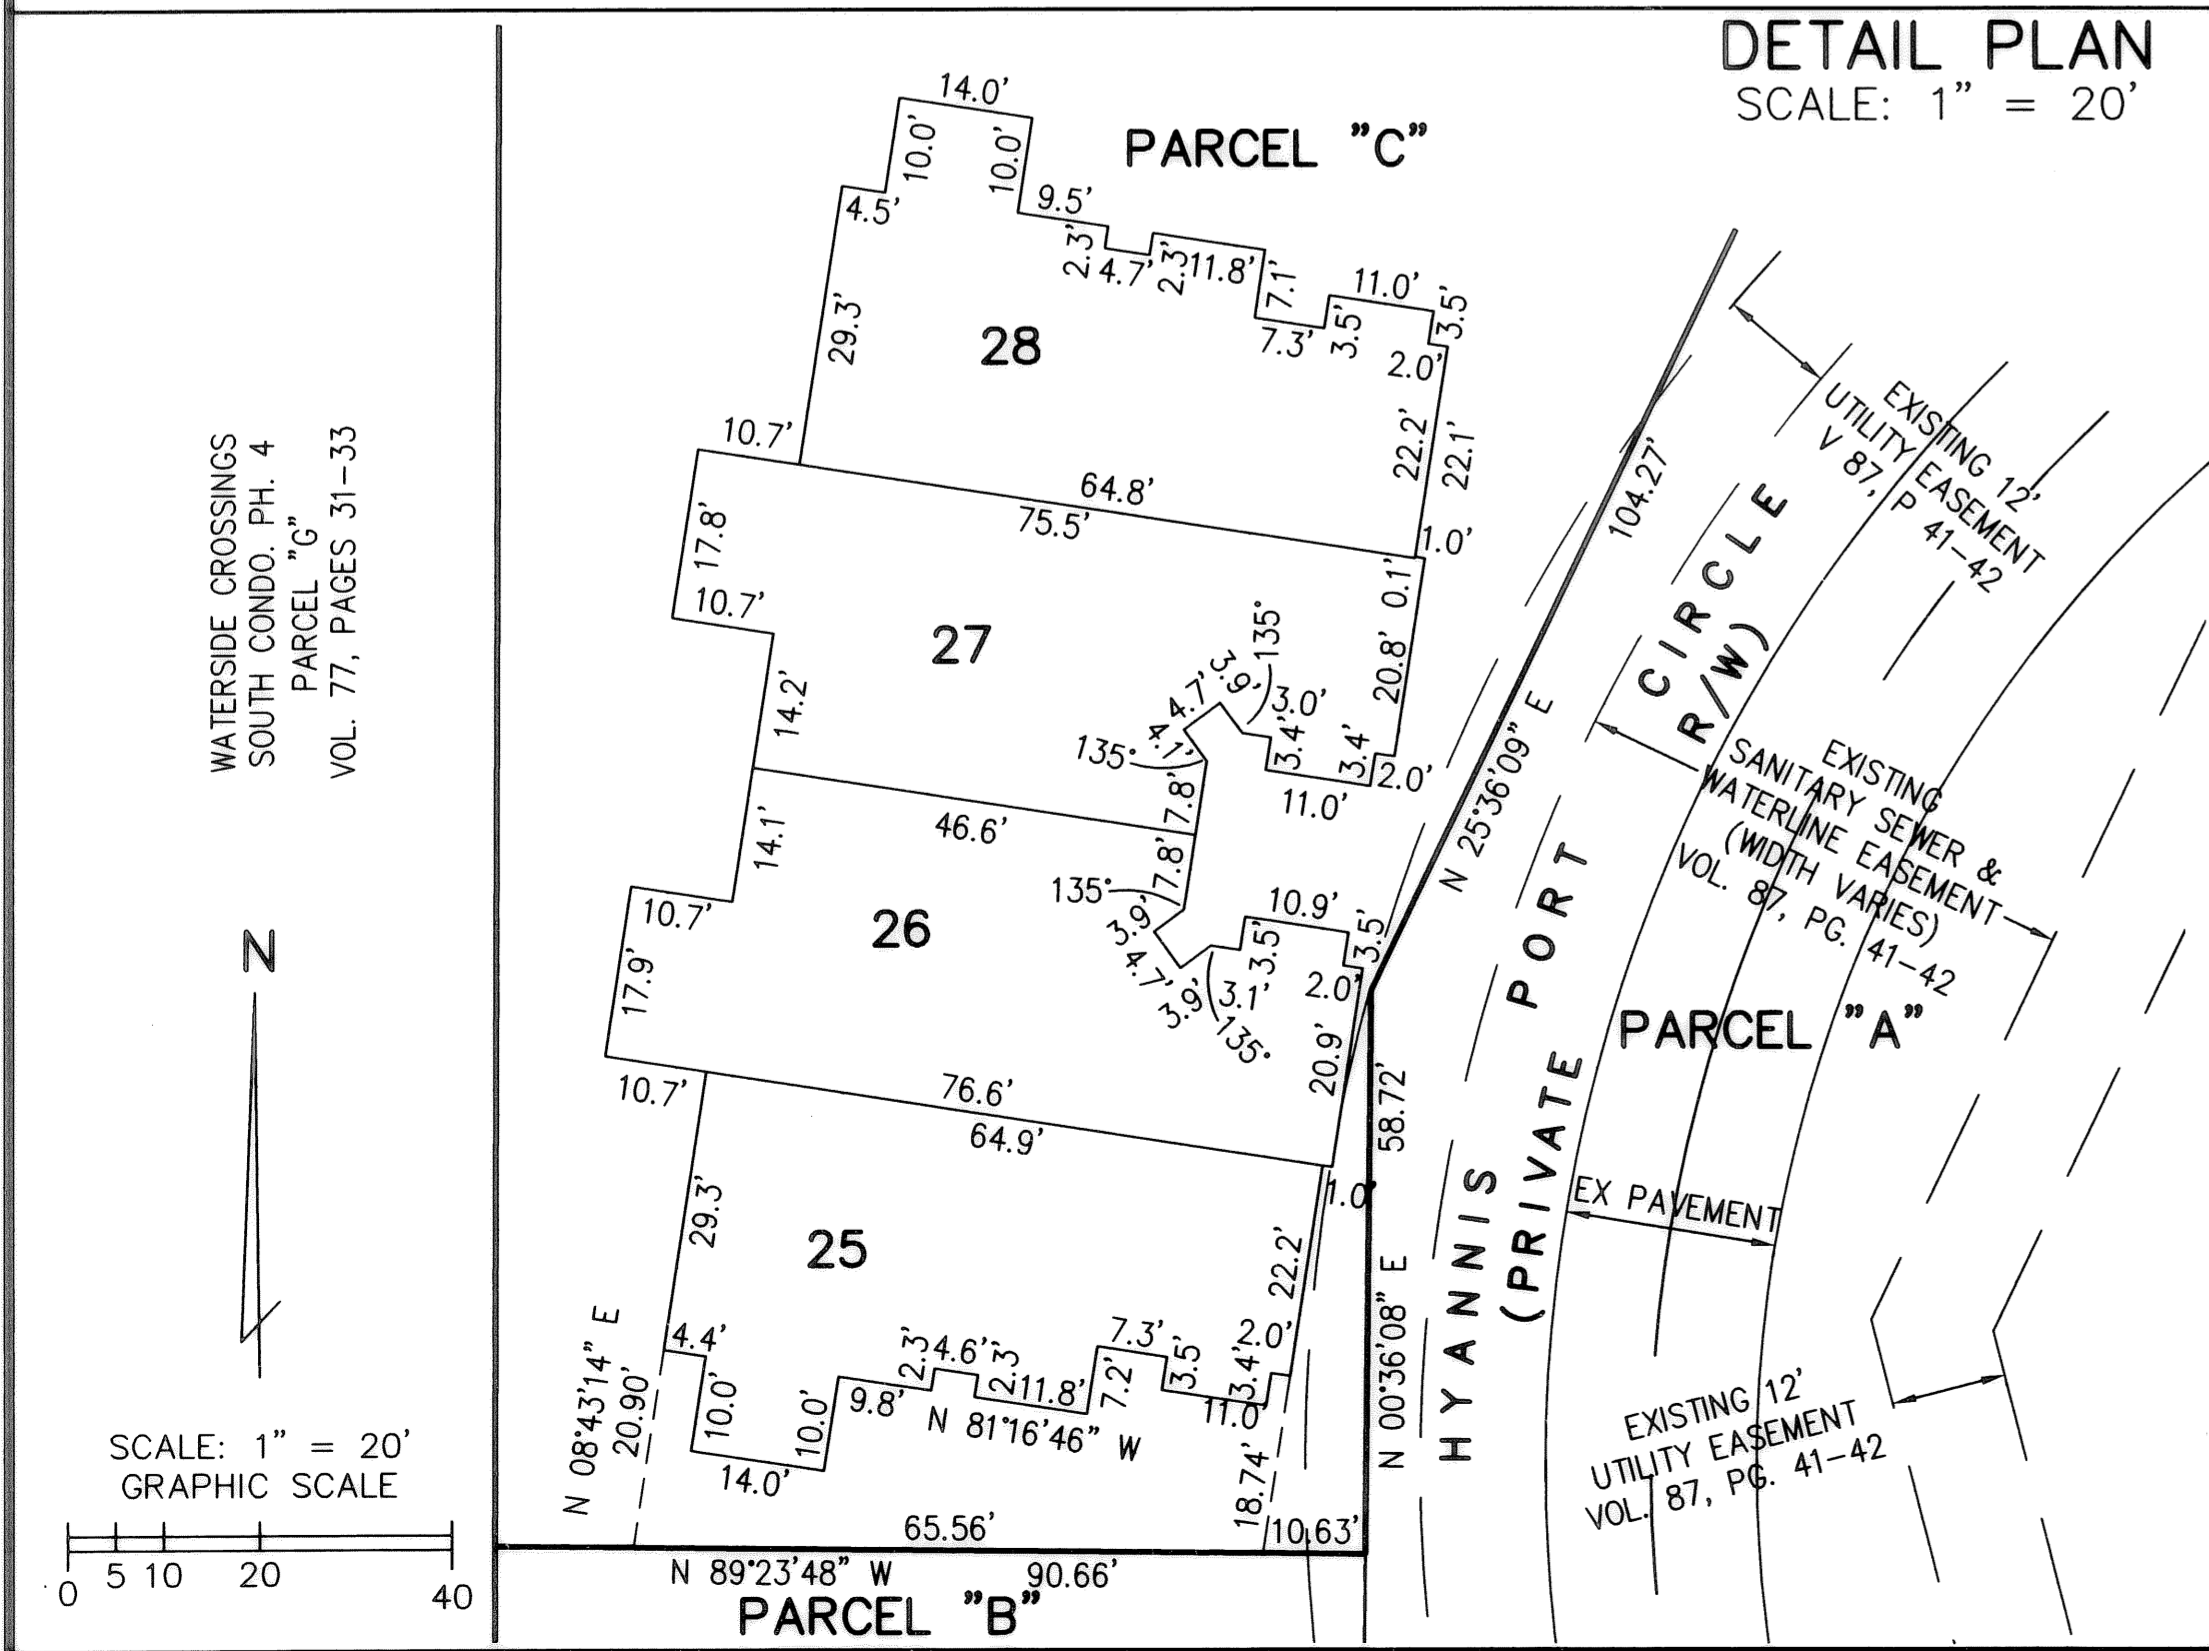 DETAIL PLAN
SCALE: 1" = 20'
PARCEL "C"
14.0'
10.0'
10.0'
4.5'
9.5'
2.3'
4.7'
2.3'
11.8'
7.1'
7.3'
3.5'
11.0'
3.5'
2.0'
29.3'
28
22.2'
22.1'
10.7'
64.8'
75.5'
1.0'
0.1'
17.8'
10.7'
27
14.2'
20.8'
135°
3.9'
4.7'
4.1'
3.0'
3.4'
3.4'
2.0'
11.0'
135°
7.8'
46.6'
14.1'
7.8'
135°
10.7'
26
17.9'
3.9'
4.7'
3.9'
3.1'
135°
3.5'
10.9'
3.5'
2.0'
20.9'
10.7'
76.6'
64.9'
1.0'
29.3'
25
22.2'
4.4'
10.0'
14.0'
10.0'
9.8'
2.3'
4.6'
2.3'
11.8'
7.2'
7.3'
3.5'
11.0'
3.4'
2.0'
N 81°16'46" W
N 08°43'14" E
20.90'
18.74'
65.56'
10.63'
N 89°23'48" W 90.66'
PARCEL "B"
104.27'
N 25°36'09" E
58.72'
N 00°36'08" E
HYANNIS PORT CIRCLE
(PRIVATE R/W)
EXISTING 12'
UTILITY EASEMENT
V 87, P 41-42
EXISTING
SANITARY SEWER &
WATERLINE EASEMENT
(WIDTH VARIES)
VOL. 87, PG. 41-42
PARCEL "A"
EX PAVEMENT
EXISTING 12'
UTILITY EASEMENT
VOL. 87, PG. 41-42
WATERSIDE CROSSINGS
SOUTH CONDO. PH. 4
PARCEL "G"
VOL. 77, PAGES 31-33
N
SCALE: 1" = 20'
GRAPHIC SCALE
0 5 10 20 40